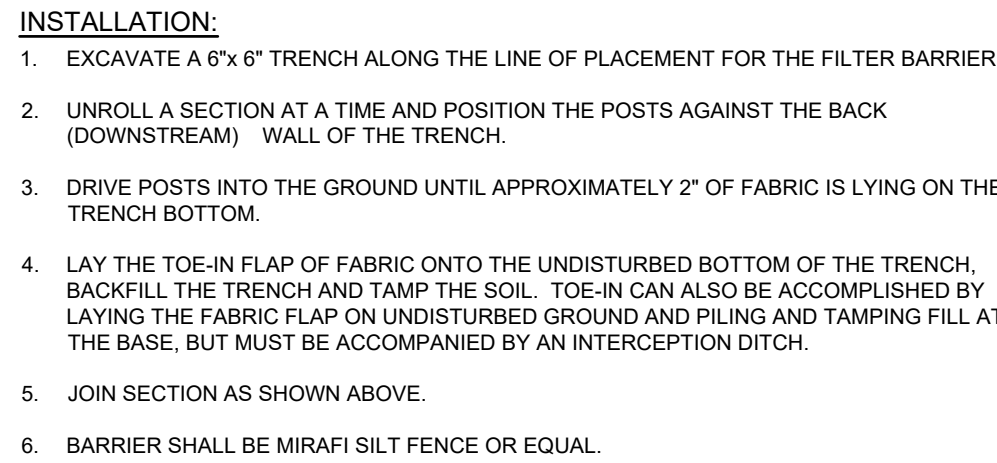 INSTALLATION:
1. EXCAVATE A 6"x 6" TRENCH ALONG THE LINE OF PLACEMENT FOR THE FILTER BARRIER
2. UNROLL A SECTION AT A TIME AND POSITION THE POSTS AGAINST THE BACK
(DOWNSTREAM) WALL OF THE TRENCH.
3. DRIVE POSTS INTO THE GROUND UNTIL APPROXIMATELY 2" OF FABRIC IS LYING ON THE
TRENCH BOTTOM.
4. LAY THE TOE-IN FLAP OF FABRIC ONTO THE UNDISTURBED BOTTOM OF THE TRENCH,
BACKFILL THE TRENCH AND TAMP THE SOIL. TOE-IN CAN ALSO BE ACCOMPLISHED BY
LAYING THE FABRIC FLAP ON UNDISTURBED GROUND AND PILING AND TAMPING FILL AT
THE BASE, BUT MUST BE ACCOMPANIED BY AN INTERCEPTION DITCH.
5. JOIN SECTION AS SHOWN ABOVE.
6. BARRIER SHALL BE MIRAFI SILT FENCE OR EQUAL.